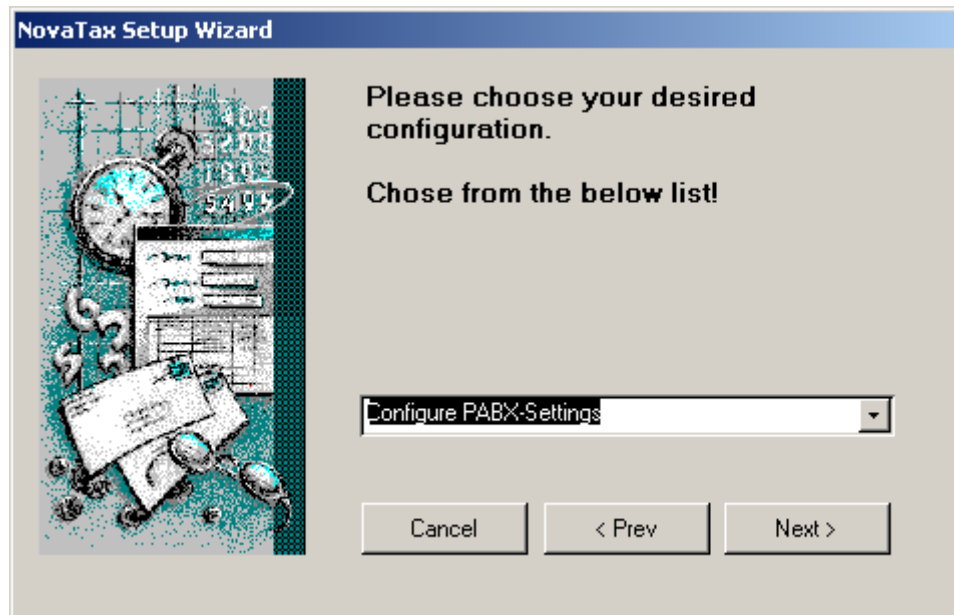 NovaTax Setup Wizard
Please choose your desired
configuration.
Chose from the below list!
Configure PABX-Settings
Cancel
< Prev
Next >
5495